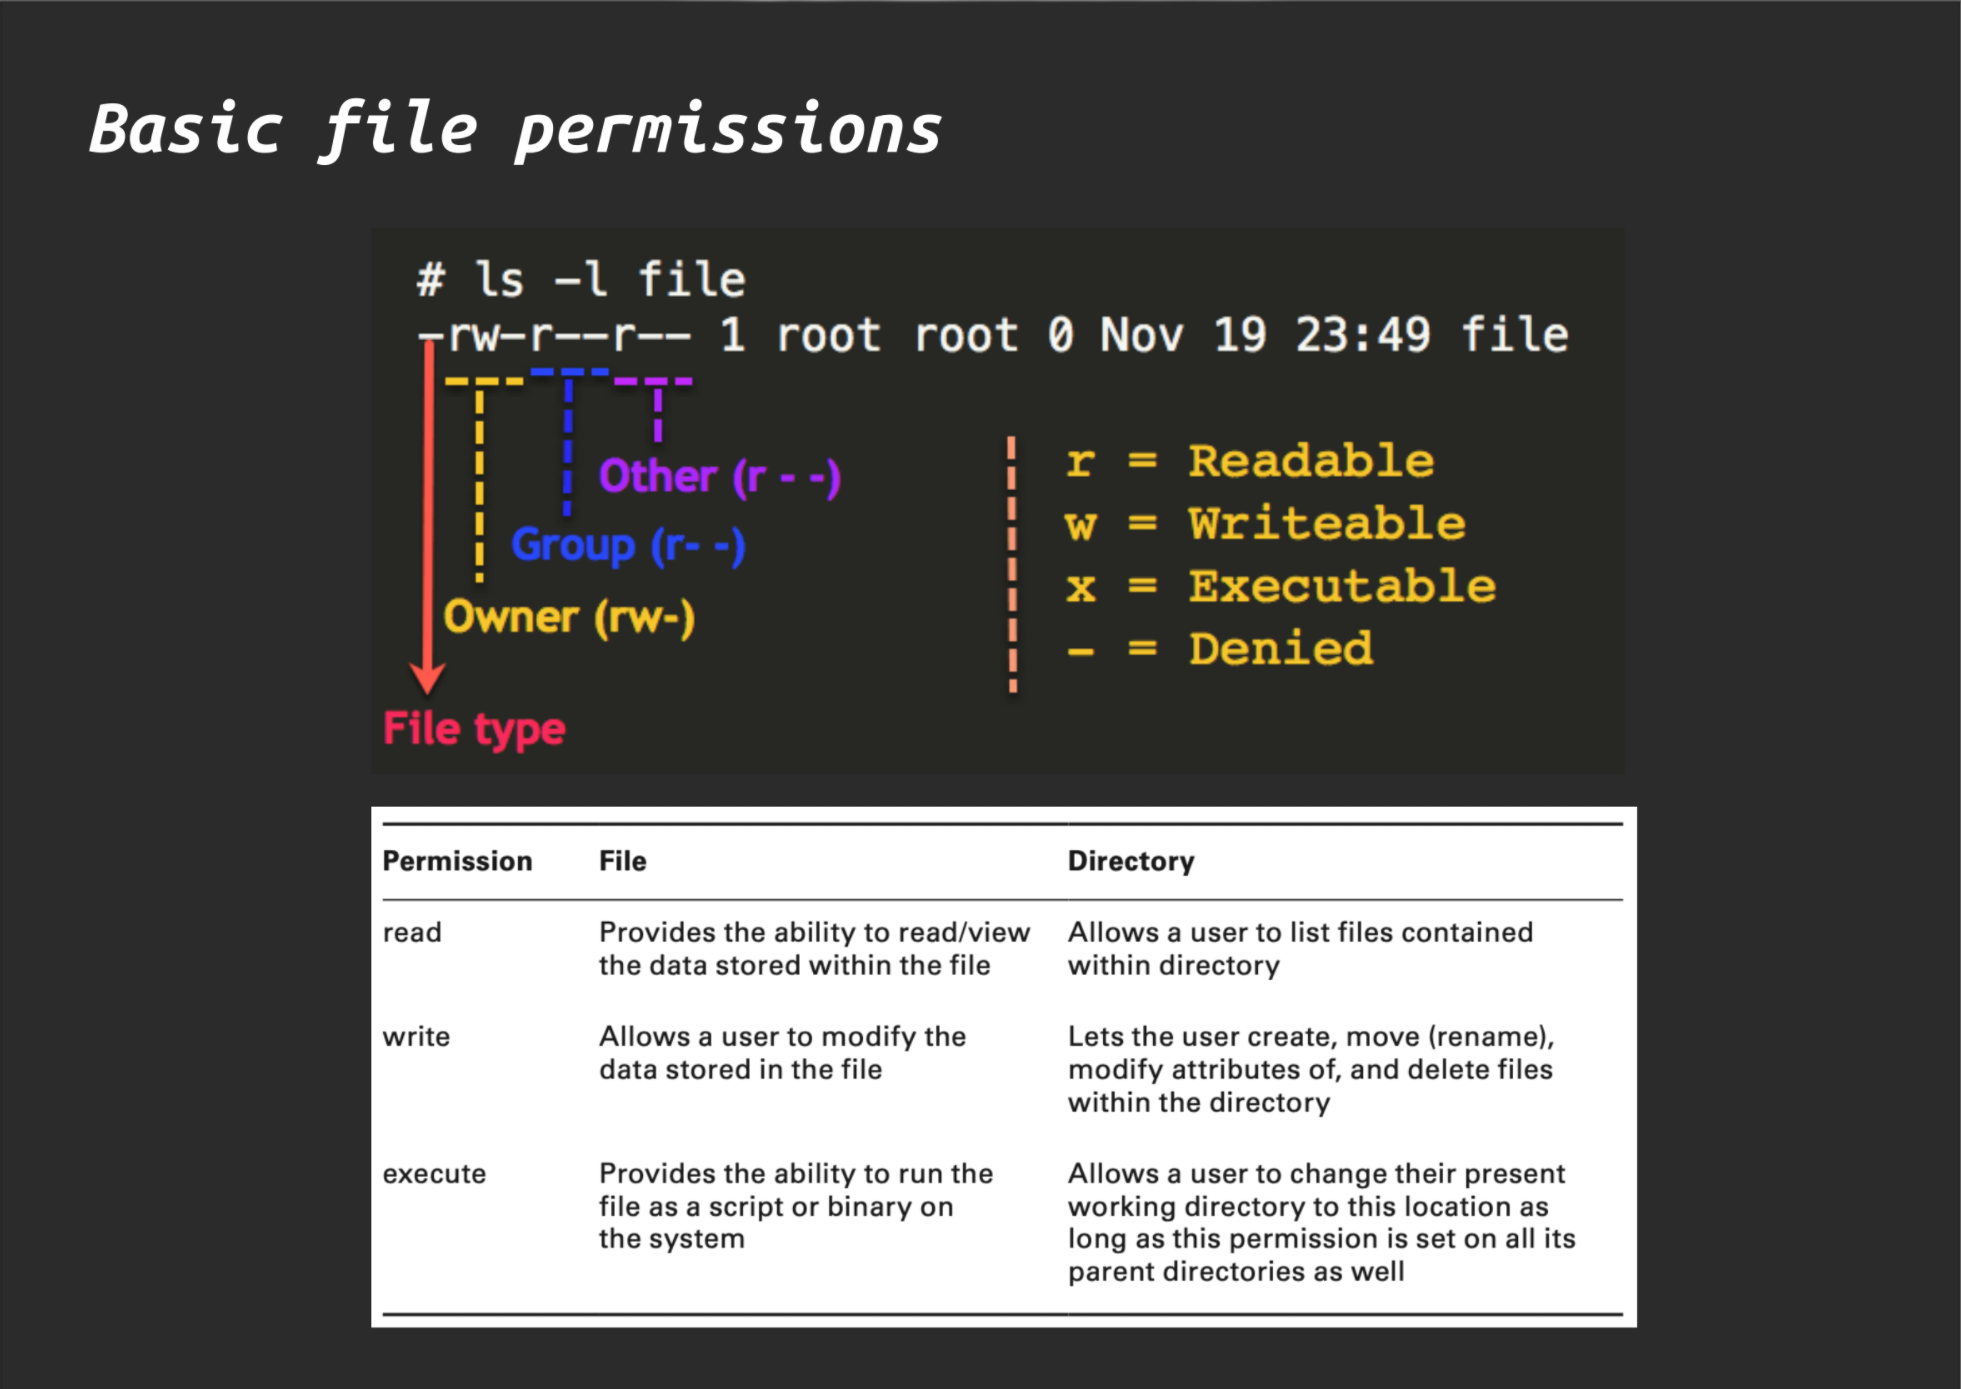 Basic file permissions
# ls -l file
-rw-r--r-- 1 root root 0 Nov 19 23:49 file
Other (r - -)
Group (r- -)
Owner (rw-)
File type
r = Readable
w = Writeable
x = Executable
- = Denied
Permission File Directory
read Provides the ability to read/view Allows a user to list files contained
the data stored within the file within directory
write Allows a user to modify the Lets the user create, move (rename),
data stored in the file modify attributes of, and delete files
within the directory
execute Provides the ability to run the Allows a user to change their present
file as a script or binary on working directory to this location as
the system long as this permission is set on all its
parent directories as well